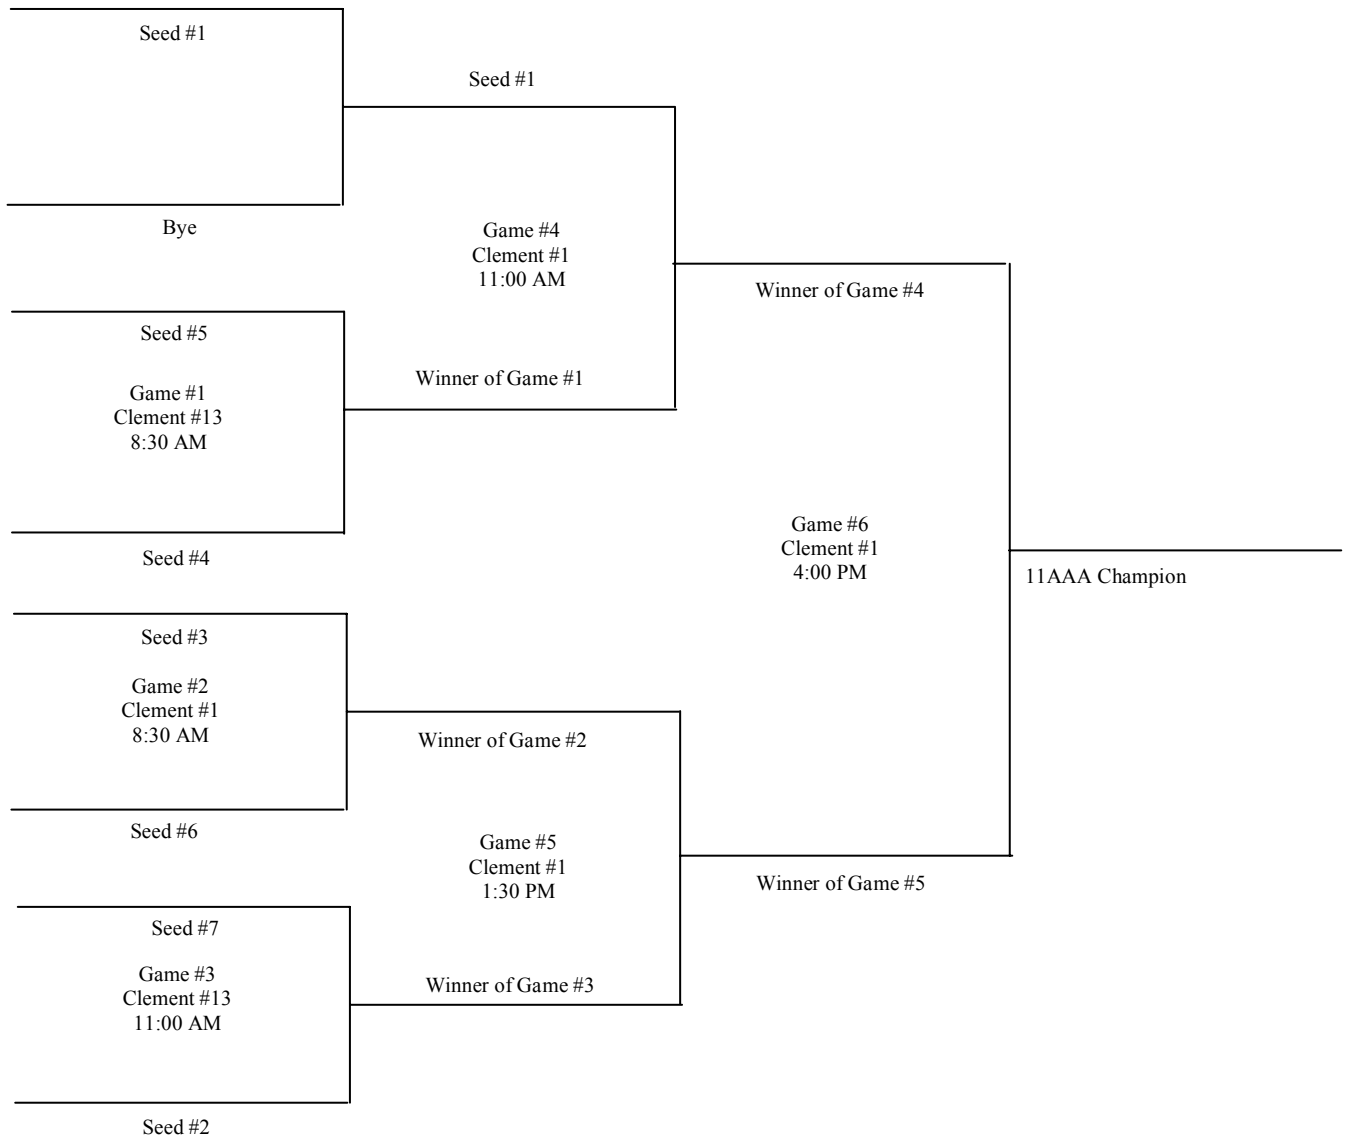 Seed #1
Seed #1
Bye
Game #4
Clement #1
11:00 AM
Winner of Game #4
Seed #5
Game #1
Clement #13
8:30 AM
Winner of Game #1
Seed #4
Game #6
Clement #1
4:00 PM
11AAA Champion
Seed #3
Game #2
Clement #1
8:30 AM
Winner of Game #2
Seed #6
Game #5
Clement #1
1:30 PM
Winner of Game #5
Seed #7
Game #3
Clement #13
11:00 AM
Winner of Game #3
Seed #2